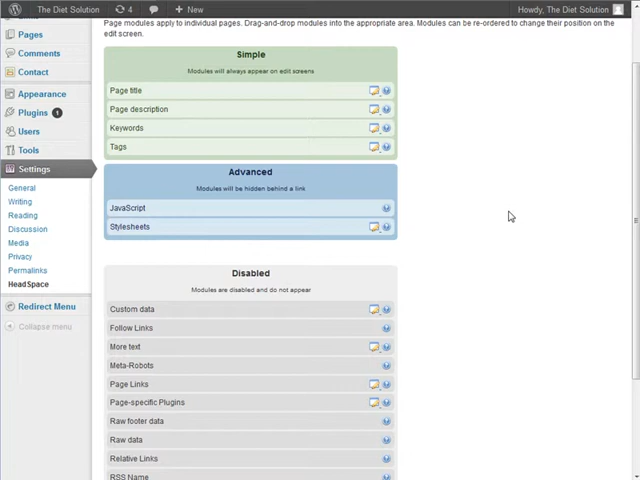 The Diet Solution
4
New
Howdy, The Diet Solution
Pages
Comments
Contact
Appearance
Plugins 1
Users
Tools
Settings
General
Writing
Reading
Discussion
Media
Privacy
Permalinks
HeadSpace
Redirect Menu
Collapse menu
Page modules apply to individual pages. Drag-and-drop modules into the appropriate area. Modules can be re-ordered to change their position on the
edit screen.
Simple
Modules will always appear on edit screens
Page title
Page description
Keywords
Tags
Advanced
Modules will be hidden behind a link
JavaScript
Stylesheets
Disabled
Modules are disabled and do not appear
Custom data
Follow Links
More text
Meta-Robots
Page Links
Page-specific Plugins
Raw footer data
Raw data
Relative Links
RSS Name